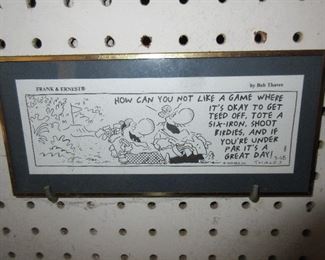 FRANK & ERNEST®
by Bob Thaves
HOW CAN YOU NOT LIKE A GAME WHERE
IT'S OKAY TO GET
TEED OFF, TOTE A
SIX-IRON, SHOOT
BIRDIES, AND IF
YOU'RE UNDER
PAR IT'S A
GREAT DAY!
THAVES